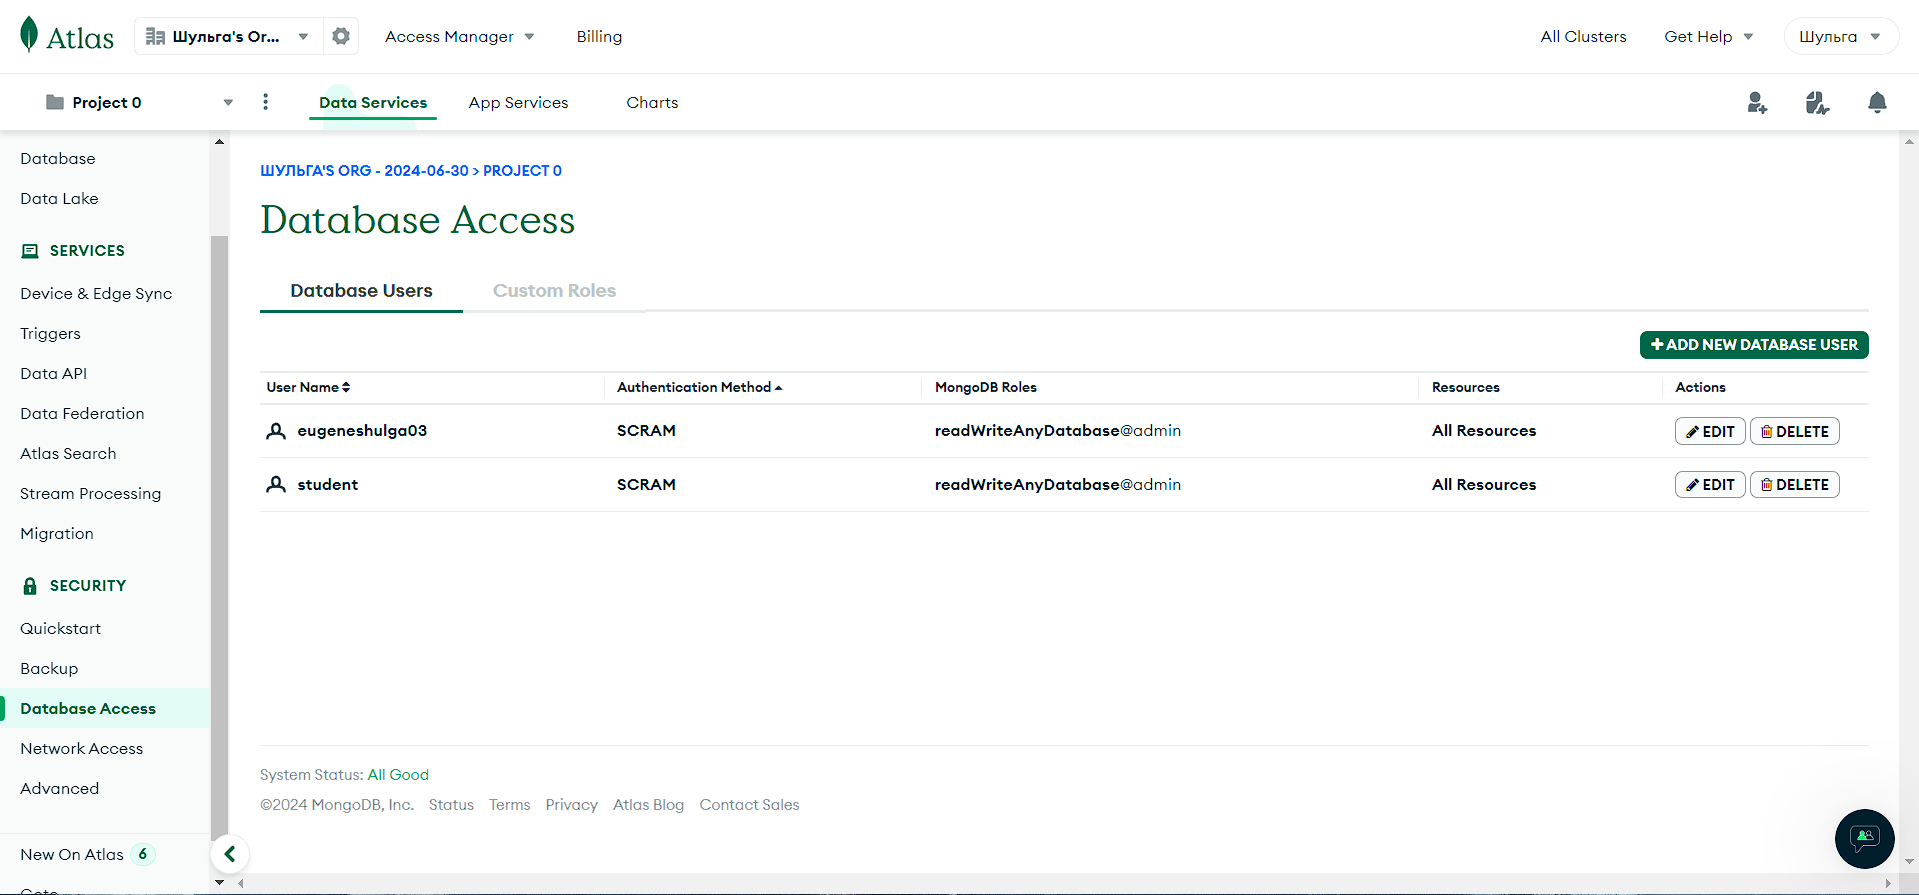 Atlas
Шульга's Or...
Access Manager
Billing
All Clusters
Get Help
Шульга
Project 0
Data Services
App Services
Charts
Database
Data Lake
SERVICES
Device & Edge Sync
Triggers
Data API
Data Federation
Atlas Search
Stream Processing
Migration
SECURITY
Quickstart
Backup
Database Access
Network Access
Advanced
New On Atlas 6
ШУЛЬГА'S ORG - 2024-06-30 > PROJECT 0
Database Access
Database Users
Custom Roles
ADD NEW DATABASE USER
User Name
Authentication Method
MongoDB Roles
Resources
Actions
eugeneshulga03
SCRAM
readWriteAnyDatabase@admin
All Resources
EDIT
DELETE
student
SCRAM
readWriteAnyDatabase@admin
All Resources
EDIT
DELETE
System Status: All Good
©2024 MongoDB, Inc.
Status
Terms
Privacy
Atlas Blog
Contact Sales